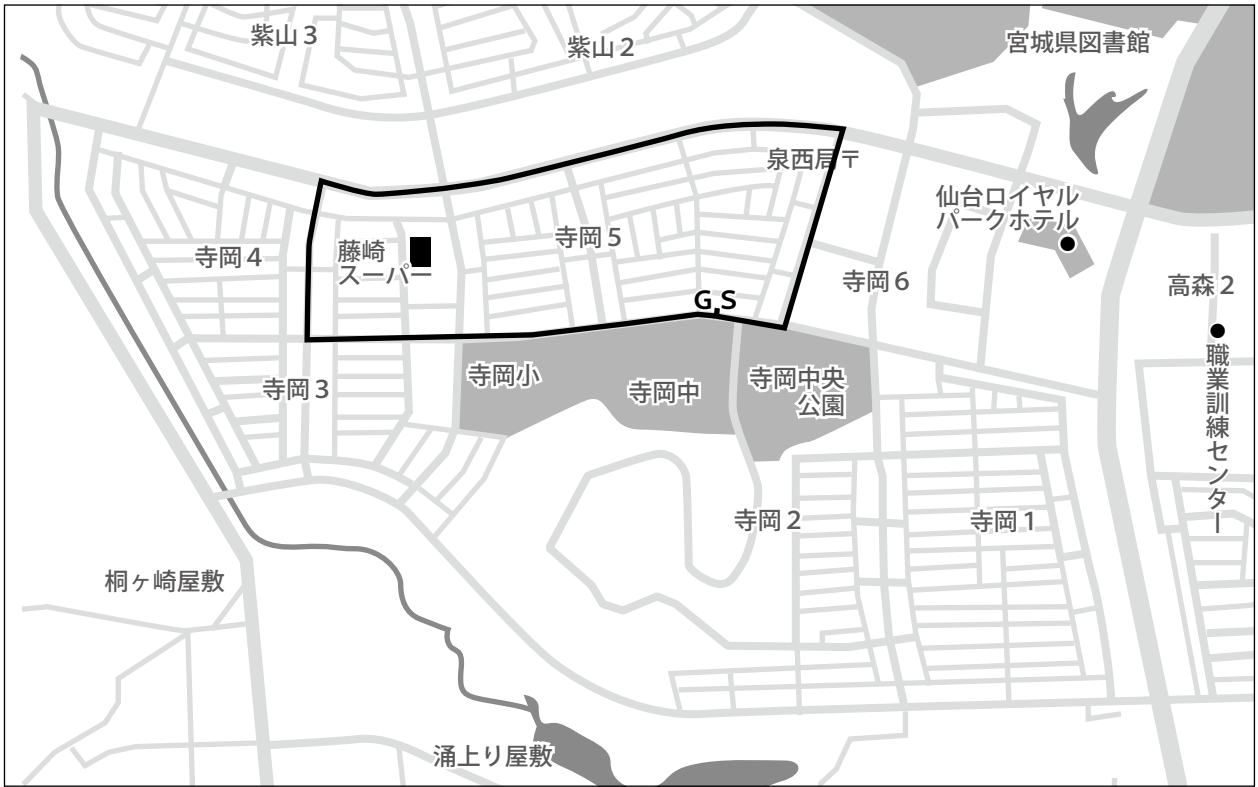 紫山3
紫山2
宮城県図書館
泉西局〒
仙台ロイヤル
パークホテル
寺岡4
藤崎
スーパー
寺岡5
寺岡6
高森2
G,S
職業訓練センター
寺岡3
寺岡小
寺岡中
寺岡中央
公園
寺岡2
寺岡1
桐ヶ崎屋敷
涌上り屋敷